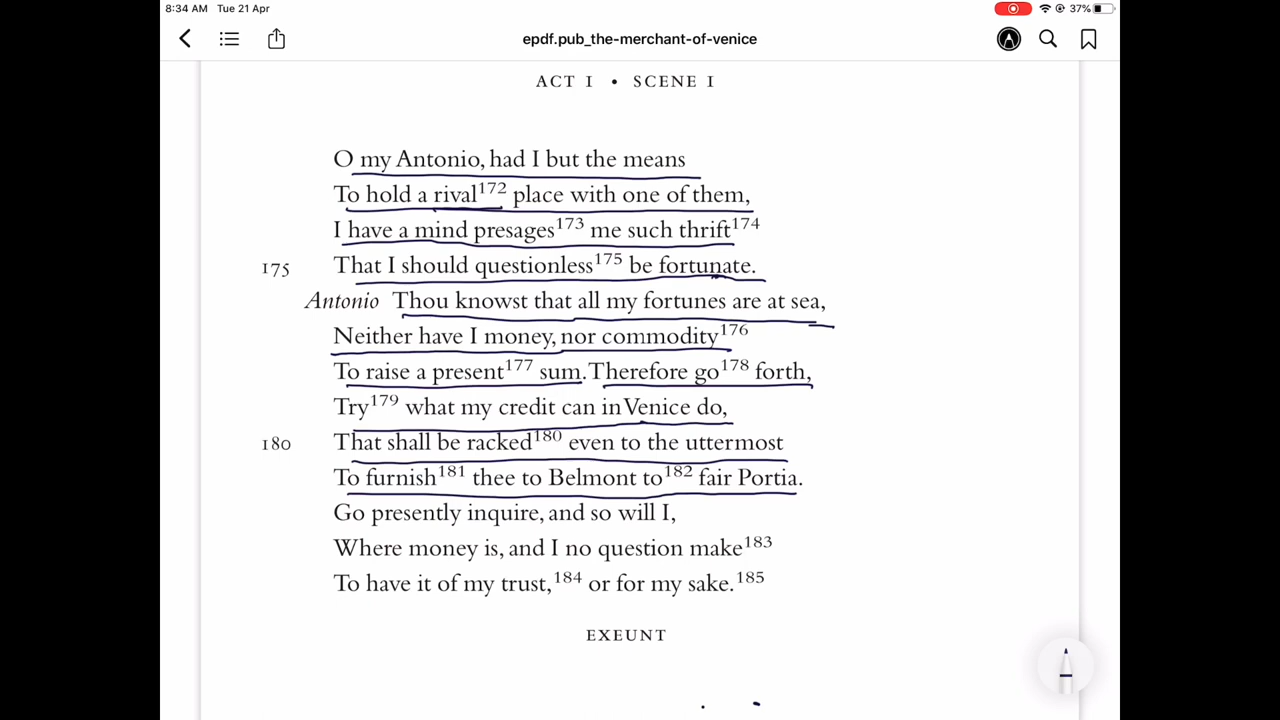 8:34 AM Tue 21 Apr
37%
epdf.pub_the-merchant-of-venice
ACT I • SCENE I
O my Antonio, had I but the means
To hold a rival172 place with one of them,
I have a mind presages173 me such thrift174
175 That I should questionless175 be fortunate.
Antonio Thou knowst that all my fortunes are at sea,
Neither have I money, nor commodity176
To raise a present177 sum. Therefore go178 forth,
Try179 what my credit can in Venice do,
180 That shall be racked180 even to the uttermost
To furnish181 thee to Belmont to182 fair Portia.
Go presently inquire, and so will I,
Where money is, and I no question make183
To have it of my trust,184 or for my sake.185
EXEUNT